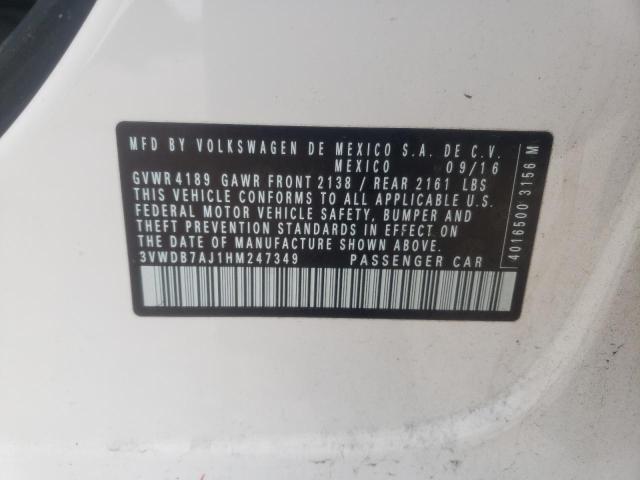 MFD BY VOLKSWAGEN DE MEXICO S.A. DE C.V.
MEXICO 09/16
GVWR 4189 GAWR FRONT 2138 / REAR 2161 LBS
THIS VEHICLE CONFORMS TO ALL APPLICABLE U.S.
FEDERAL MOTOR VEHICLE SAFETY, BUMPER AND
THEFT PREVENTION STANDARDS IN EFFECT ON
THE DATE OF MANUFACTURE SHOWN ABOVE.
3VWDB7AJ1HM247349 PASSENGER CAR
4016500 3156 M